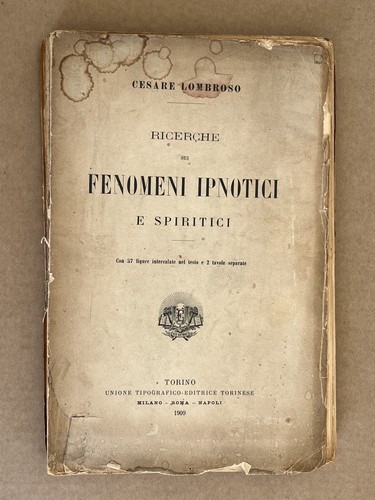 CESARE LOMBROSO
RICERCHE
SUI
FENOMENI IPNOTICI
E SPIRITICI
Con 57 figure intercalate nel testo e 2 tavole separate
TORINO
UNIONE TIPOGRAFICO-EDITRICE TORINESE
MILANO - ROMA - NAPOLI
1909